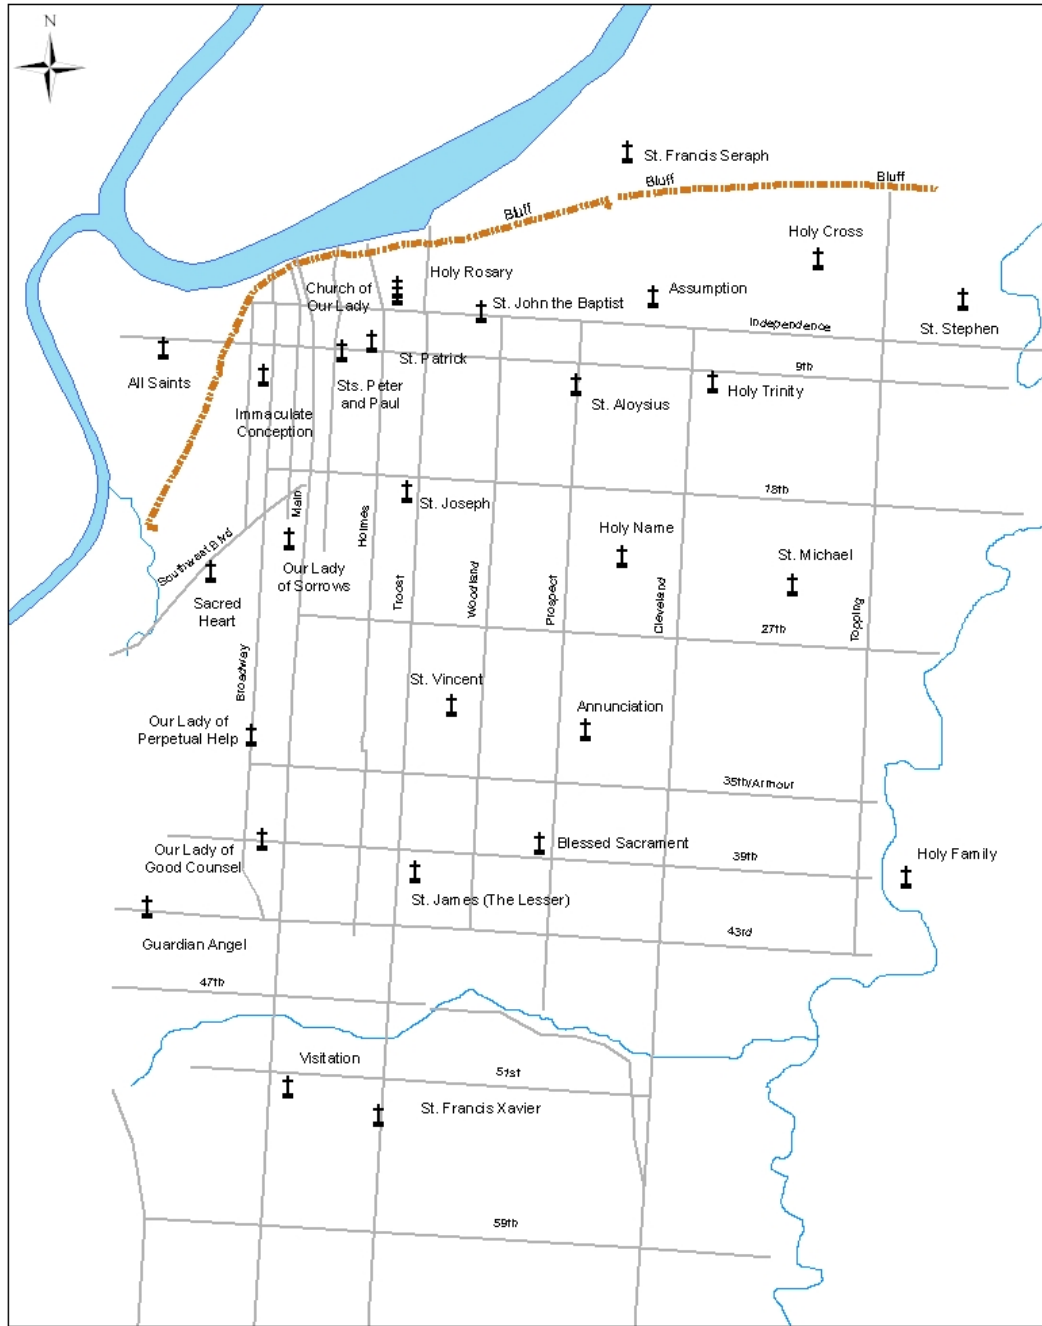 N
St. Francis Seraph
Bluff
Bluff
Bluff
Holy Cross
Holy Rosary
Church of
Our Lady
St. John the Baptist
Assumption
St. Stephen
Independence
St. Patrick
9th
All Saints
Sts. Peter
and Paul
St. Aloysius
Holy Trinity
Immaculate
Conception
18th
St. Joseph
Main
Holmes
Holy Name
St. Michael
Southwest Blvd
Our Lady
of Sorrows
Sacred
Heart
Troost
Woodland
Prospect
Cleveland
Topping
27th
Broadway
St. Vincent
Annunciation
Our Lady of
Perpetual Help
35th/Armour
Blessed Sacrament
Our Lady of
Good Counsel
39th
Holy Family
St. James (The Lesser)
43rd
Guardian Angel
47th
Visitation
51st
St. Francis Xavier
59th